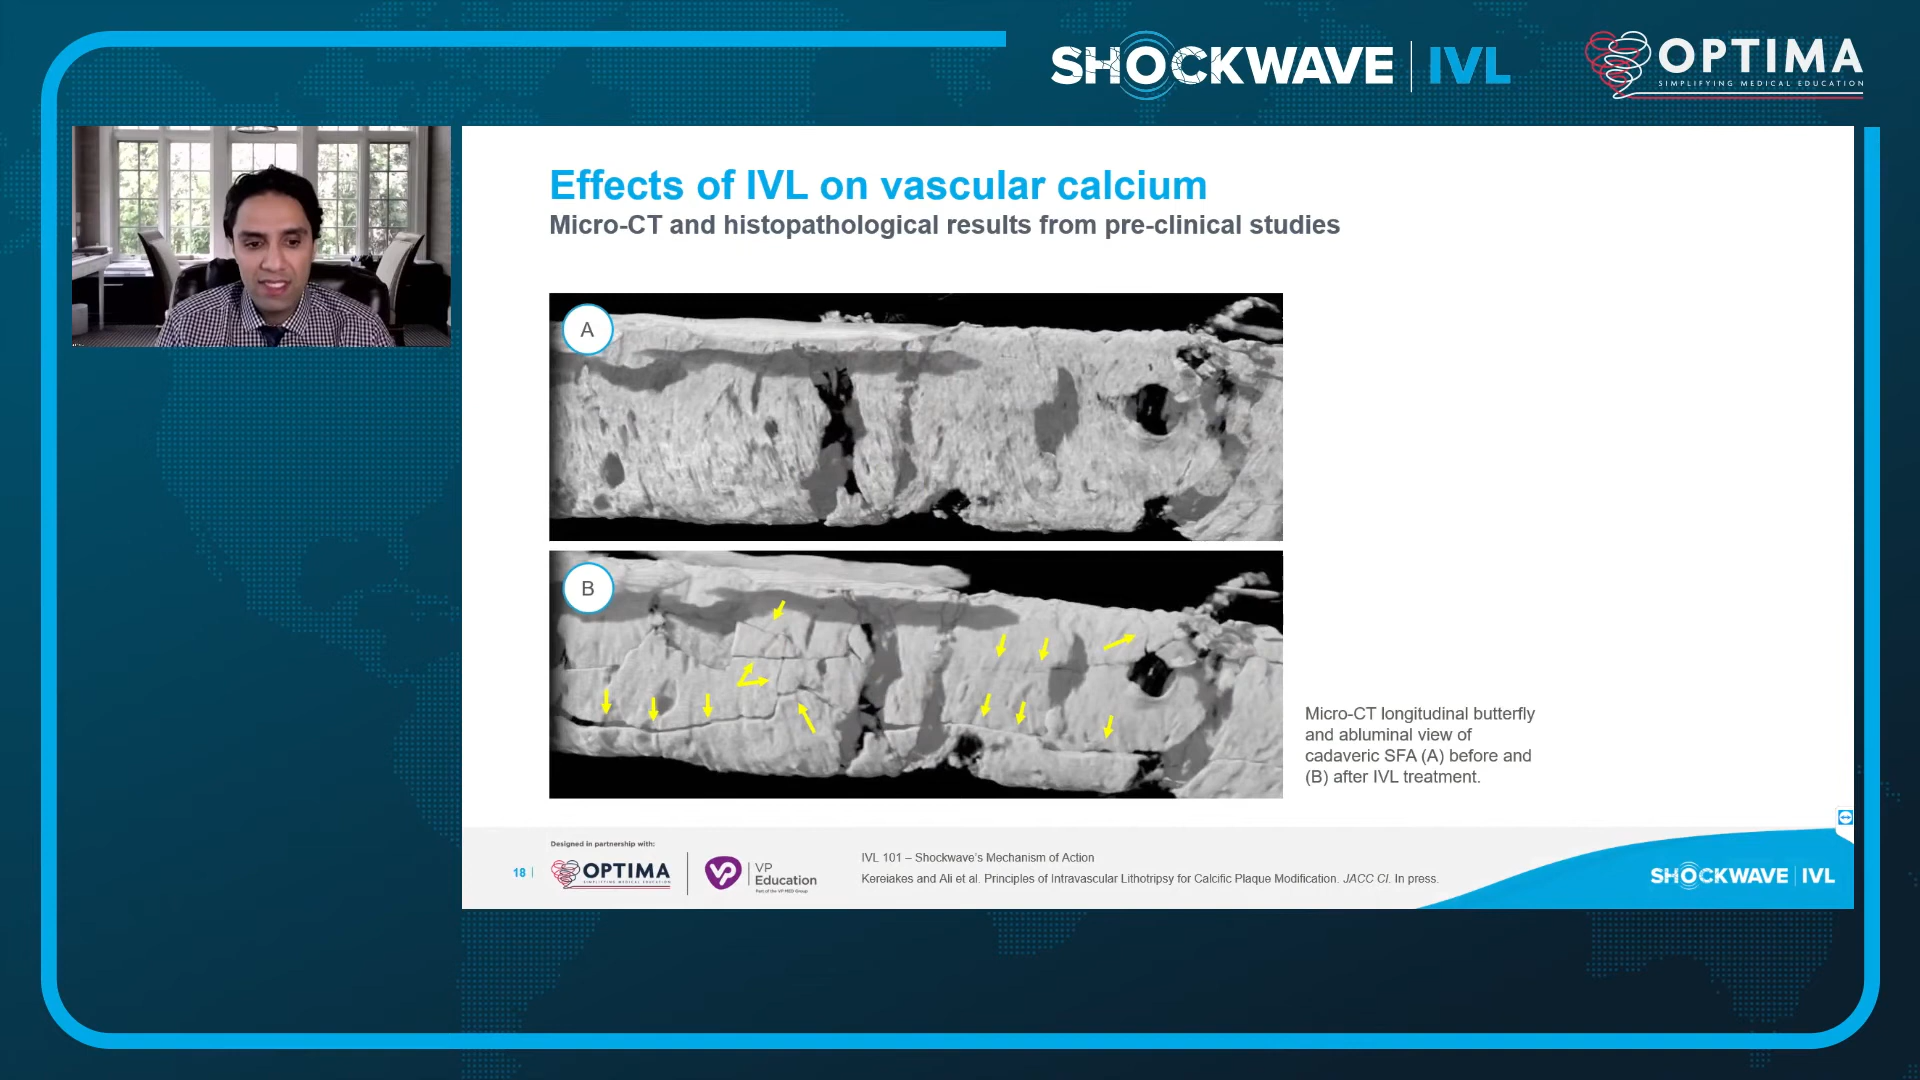 SHOCKWAVE | IVL
OPTIMA
SIMPLIFYING MEDICAL EDUCATION
Effects of IVL on vascular calcium
Micro-CT and histopathological results from pre-clinical studies
A
B
Micro-CT longitudinal butterfly
and abluminal view of
cadaveric SFA (A) before and
(B) after IVL treatment.
Designed in partnership with:
18 |
OPTIMA
SIMPLIFYING MEDICAL EDUCATION
VP
VP
Education
Part of the VP MED Group
IVL 101 – Shockwave's Mechanism of Action
Kereiakes and Ali et al. Principles of Intravascular Lithotripsy for Calcific Plaque Modification. JACC CI. In press.
SHOCKWAVE | IVL